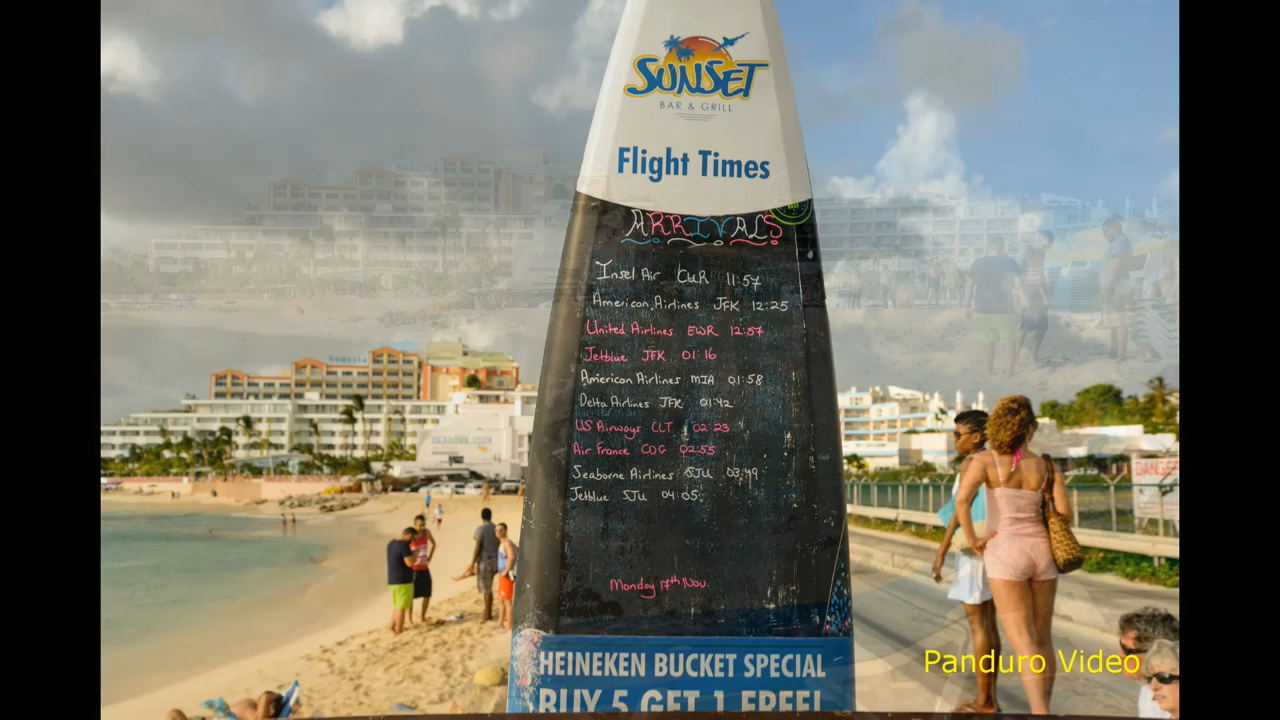 SUNSET
BAR & GRILL
Flight Times
ARRIVALS
Insel Air CUR 11:57
American Airlines JFK 12:25
United Airlines EWR 12:57
Jetblue JFK 01:16
American Airlines MIA 01:58
Delta Airlines JFK 01:42
US Airways CLT 02:23
Air France CDG 02:55
Seaborne Airlines SJU 03:49
Jetblue SJU 04:05
Monday 17th Nov.
HEINEKEN BUCKET SPECIAL
BUY 5 GET 1 FREE!
DANGER
Panduro Video